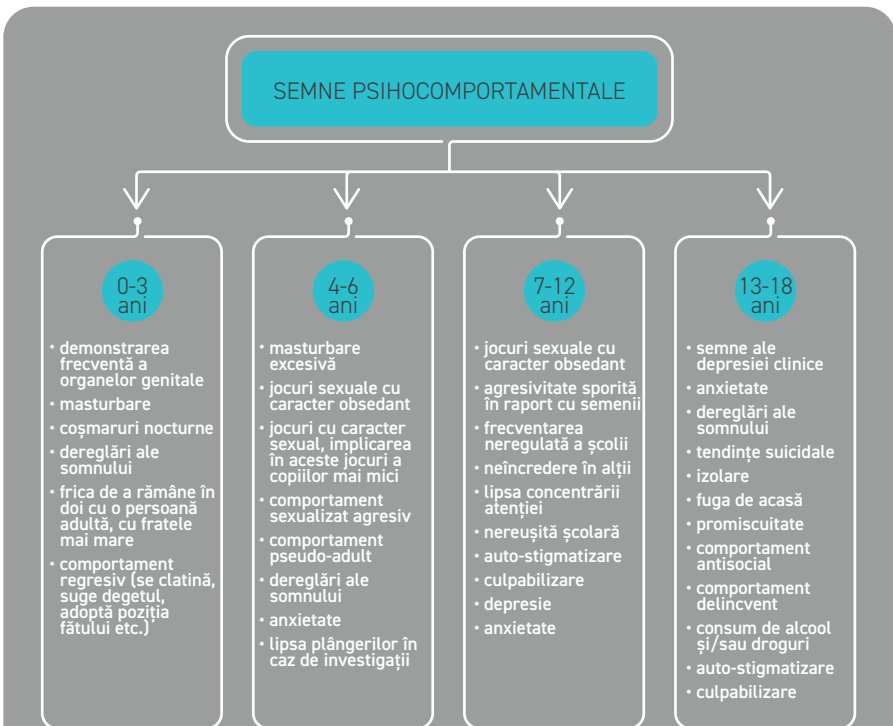 SEMNE PSIHOCOMPORTAMENTALE
0-3
ani
• demonstrarea
frecventă a
organelor genitale
• masturbare
• coșmaruri nocturne
• dereglări ale
somnului
• frica de a rămâne în
doi cu o persoană
adultă, cu fratele
mai mare
• comportament
regresiv (se clatină,
suge degetul,
adoptă poziția
fătului etc.)
4-6
ani
• masturbare
excesivă
• jocuri sexuale cu
caracter obsedant
• jocuri cu caracter
sexual, implicarea
în aceste jocuri a
copiilor mai mici
• comportament
sexualizat agresiv
• comportament
pseudo-adult
• dereglări ale
somnului
• anxietate
• lipsa plângerilor în
caz de investigații
7-12
ani
• jocuri sexuale cu
caracter obsedant
• agresivitate sporită
în raport cu semenii
• frecventarea
neregulată a școlii
• neîncredere în alții
• lipsa concentrării
atenției
• nereușită școlară
• auto-stigmatizare
• culpabilizare
• depresie
• anxietate
13-18
ani
• semne ale
depresiei clinice
• anxietate
• dereglări ale
somnului
• tendințe suicidale
• izolare
• fuga de acasă
• promiscuitate
• comportament
antisocial
• comportament
delincvent
• consum de alcool
și/sau droguri
• auto-stigmatizare
• culpabilizare